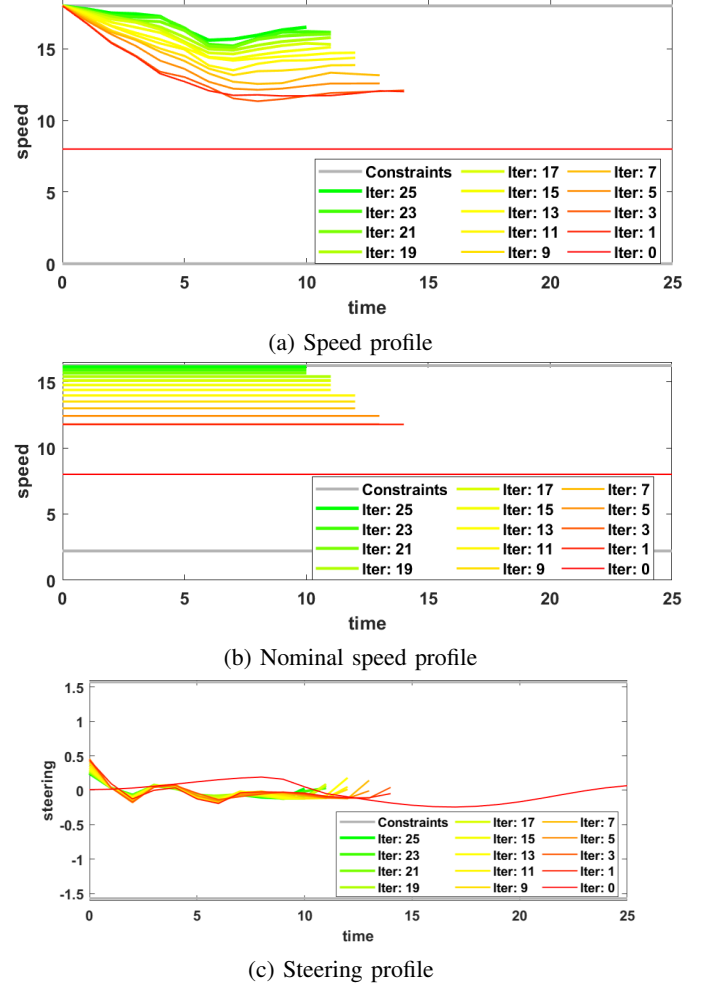 15
10
5
0
speed
Constraints
Iter: 25
Iter: 23
Iter: 21
Iter: 19
Iter: 17
Iter: 15
Iter: 13
Iter: 11
Iter: 9
Iter: 7
Iter: 5
Iter: 3
Iter: 1
Iter: 0
0 5 10 15 20 25
time
(a) Speed profile
15
10
5
0
speed
Constraints
Iter: 25
Iter: 23
Iter: 21
Iter: 19
Iter: 17
Iter: 15
Iter: 13
Iter: 11
Iter: 9
Iter: 7
Iter: 5
Iter: 3
Iter: 1
Iter: 0
0 5 10 15 20 25
time
(b) Nominal speed profile
1.5
1
0.5
0
-0.5
-1
-1.5
steering
Constraints
Iter: 25
Iter: 23
Iter: 21
Iter: 19
Iter: 17
Iter: 15
Iter: 13
Iter: 11
Iter: 9
Iter: 7
Iter: 5
Iter: 3
Iter: 1
Iter: 0
0 5 10 15 20 25
time
(c) Steering profile